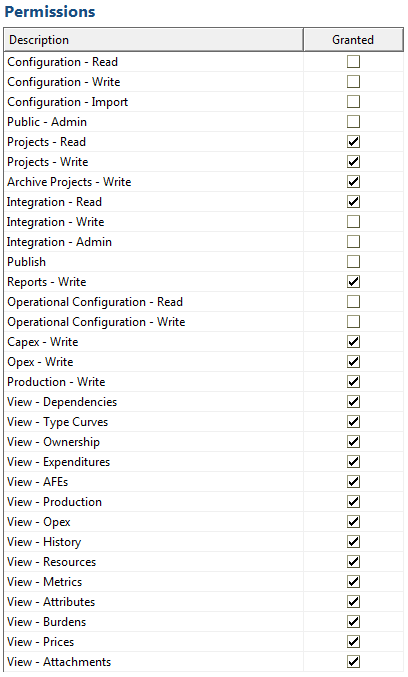 Permissions
Description Granted
Configuration - Read
Configuration - Write
Configuration - Import
Public - Admin
Projects - Read
Projects - Write
Archive Projects - Write
Integration - Read
Integration - Write
Integration - Admin
Publish
Reports - Write
Operational Configuration - Read
Operational Configuration - Write
Capex - Write
Opex - Write
Production - Write
View - Dependencies
View - Type Curves
View - Ownership
View - Expenditures
View - AFEs
View - Production
View - Opex
View - History
View - Resources
View - Metrics
View - Attributes
View - Burdens
View - Prices
View - Attachments